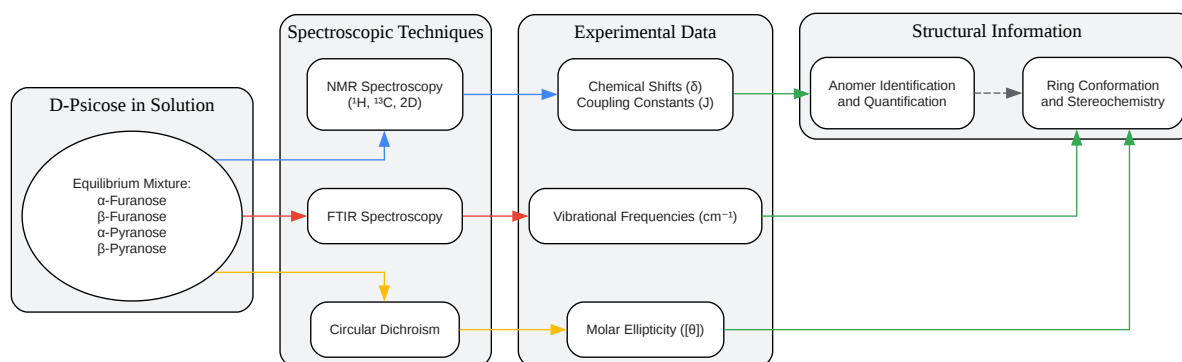 D-Psicose in Solution
Equilibrium Mixture:
α-Furanose
β-Furanose
α-Pyranose
β-Pyranose
Spectroscopic Techniques
NMR Spectroscopy
(¹H, ¹³C, 2D)
FTIR Spectroscopy
Circular Dichroism
Experimental Data
Chemical Shifts (δ)
Coupling Constants (J)
Vibrational Frequencies (cm⁻¹)
Molar Ellipticity ([θ])
Structural Information
Anomer Identification
and Quantification
Ring Conformation
and Stereochemistry